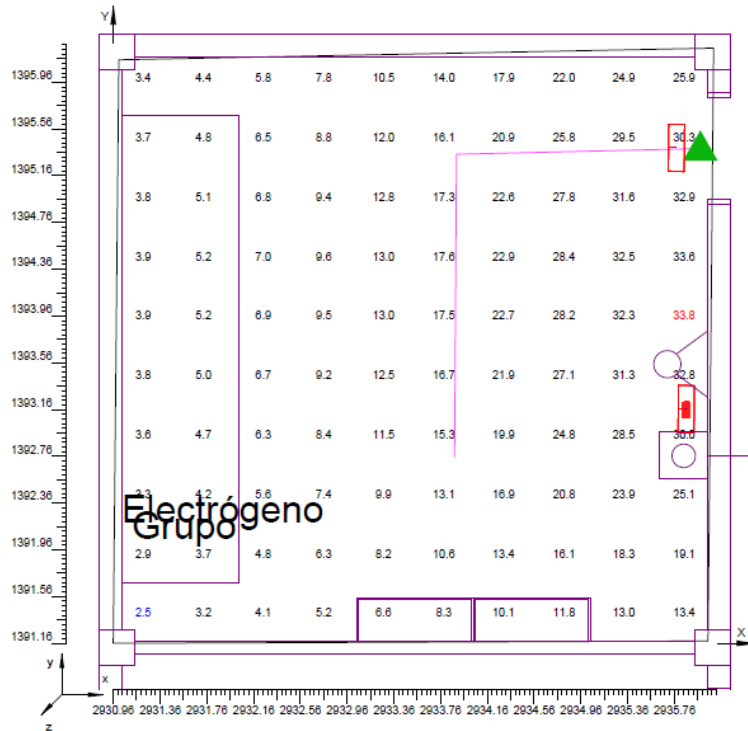 Y
1395.96 3.4 4.4 5.8 7.8 10.5 14.0 17.9 22.0 24.9 25.9
1395.56 3.7 4.8 6.5 8.8 12.0 16.1 20.9 25.8 29.5 30.3
1395.16 3.8 5.1 6.8 9.4 12.8 17.3 22.6 27.8 31.6 32.9
1394.76
1394.36 3.9 5.2 7.0 9.6 13.0 17.6 22.9 28.4 32.5 33.6
1393.96 3.9 5.2 6.9 9.5 13.0 17.5 22.7 28.2 32.3 33.8
1393.56 3.8 5.0 6.7 9.2 12.5 16.7 21.9 27.1 31.3 32.8
1393.16
1392.76 3.6 4.7 6.3 8.4 11.5 15.3 19.9 24.8 28.5 30.0
1392.36 3.3 4.2 5.6 7.4 9.9 13.1 16.9 20.8 23.9 25.1
Electrógeno
Grupo
1391.96 2.9 3.7 4.8 6.3 8.2 10.6 13.4 16.1 18.3 19.1
1391.56 2.5 3.2 4.1 5.2 6.6 8.3 10.1 11.8 13.0 13.4
1391.16
X
y
x
z
2930.96 2931.36 2931.76 2932.16 2932.56 2932.96 2933.36 2933.76 2934.16 2934.56 2934.96 2935.36 2935.76